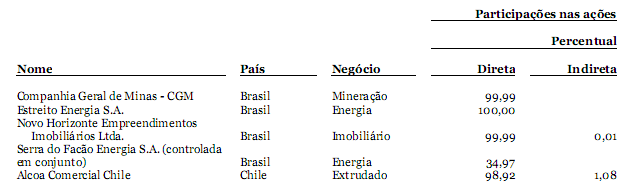 Participações nas ações
Percentual
Nome País Negócio Direta Indireta
Companhia Geral de Minas - CGM Brasil Mineração 99,99
Estreito Energia S.A. Brasil Energia 100,00
Novo Horizonte Empreendimentos
Imobiliários Ltda. Brasil Imobiliário 99,99 0,01
Serra do Facão Energia S.A. (controlada
em conjunto) Brasil Energia 34,97
Alcoa Comercial Chile Chile Extrudado 98,92 1,08